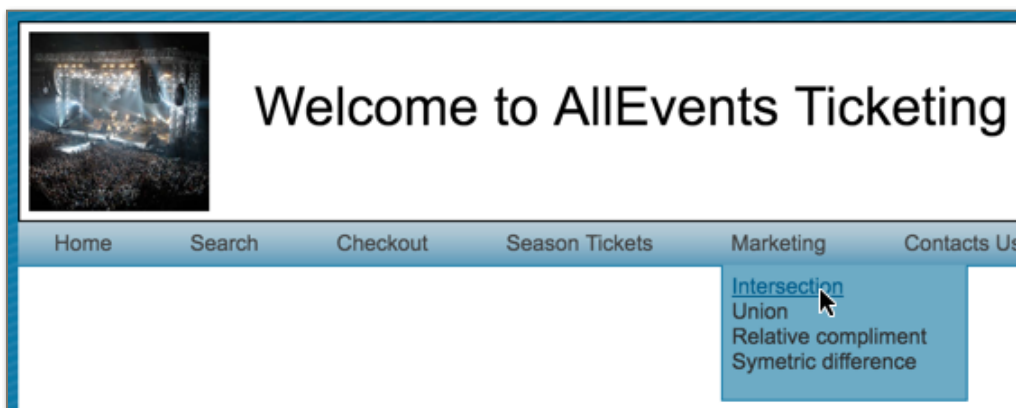 Welcome to AllEvents Ticketing
Home Search Checkout Season Tickets Marketing Contacts Us
Intersection
Union
Relative compliment
Symetric difference